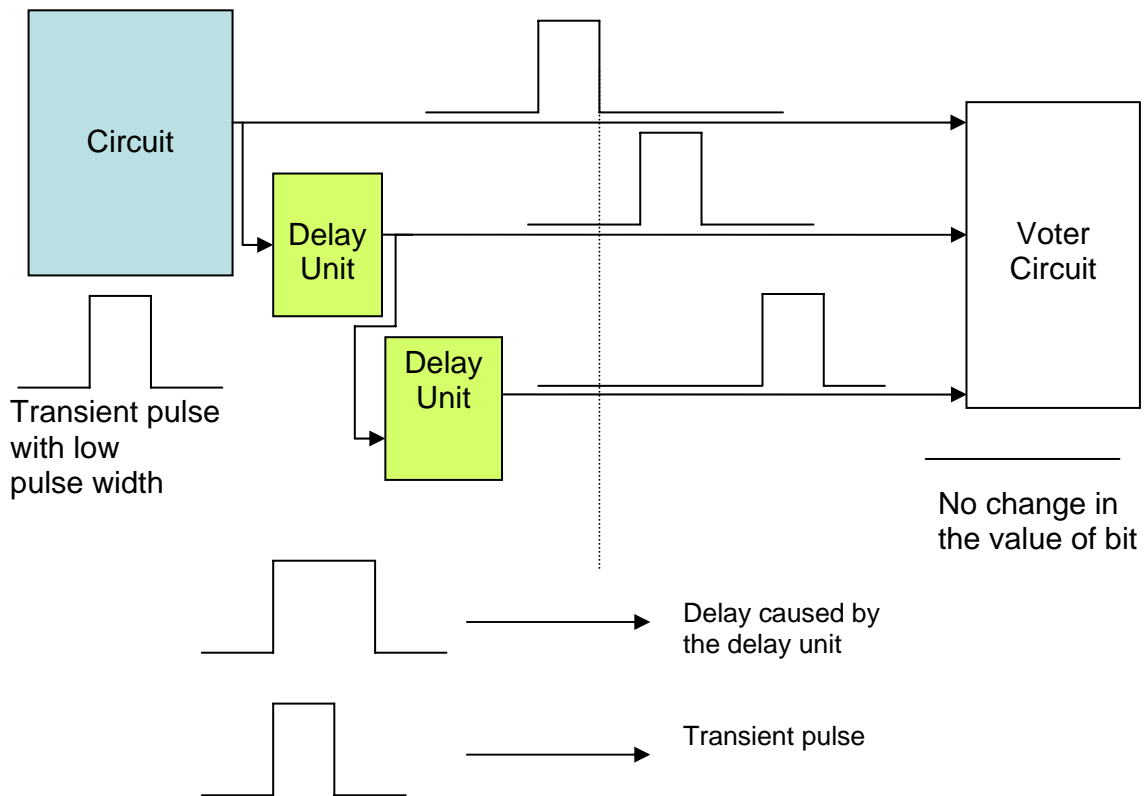 Circuit
Delay
Unit
Voter
Circuit
Delay
Unit
Transient pulse
with low
pulse width
No change in
the value of bit
Delay caused by
the delay unit
Transient pulse